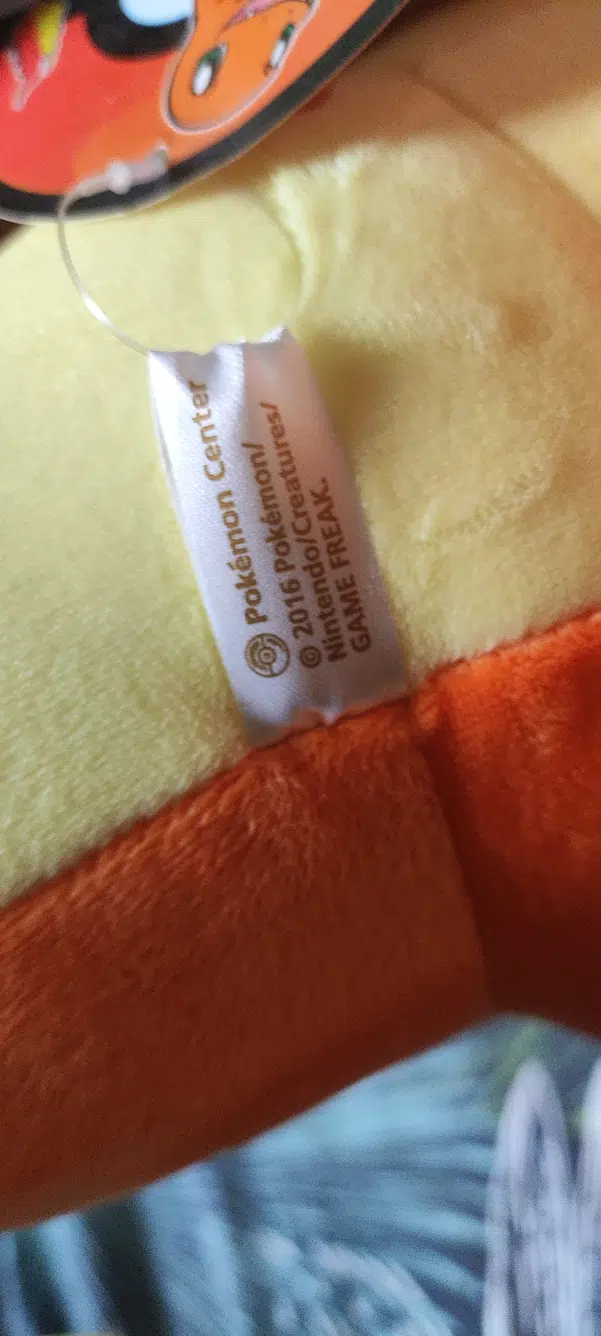 Pokémon Center
© 2016 Pokémon/
Nintendo/Creatures/
GAME FREAK.